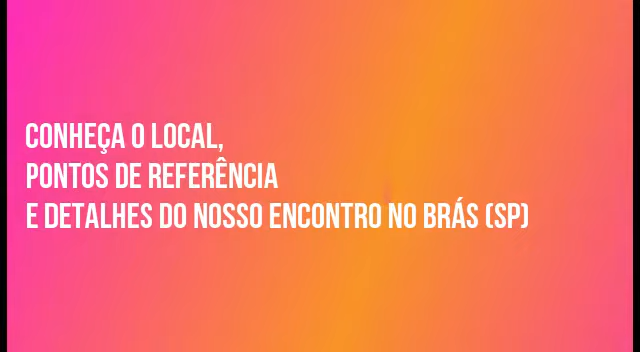 CONHEÇA O LOCAL,
PONTOS DE REFERÊNCIA
E DETALHES DO NOSSO ENCONTRO NO BRÁS (SP)